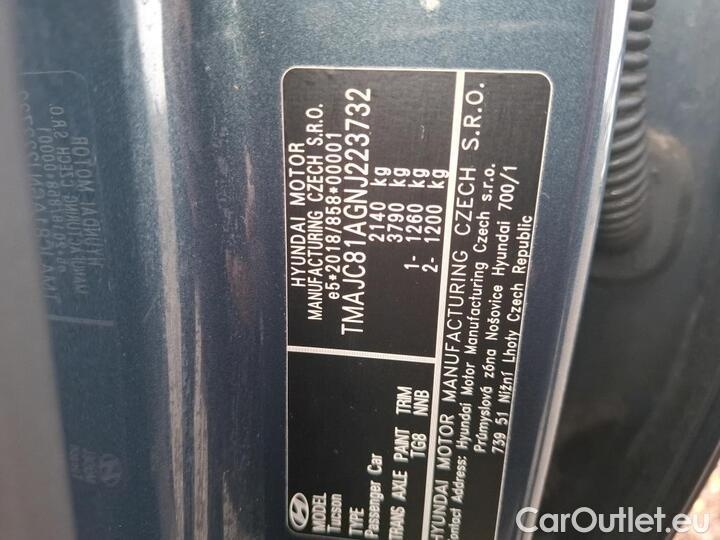 HYUNDAI MOTOR
MANUFACTURING CZECH S.R.O.
e5*2018/858*00001
TMAJC81AGNJ223732
2140 kg
3790 kg
1- 1260 kg
2- 1200 kg
MODEL
Tucson
TYPE
Passenger Car
TRANS AXLE PAINT TRIM
TG8 NNB
HYUNDAI MOTOR MANUFACTURING CZECH S.R.O.
Contact Address: Hyundai Motor Manufacturing Czech s.r.o.
Průmyslová zóna Nošovice Hyundai 700/1
739 51 Nižní Lhoty Czech Republic
CarOutlet.eu